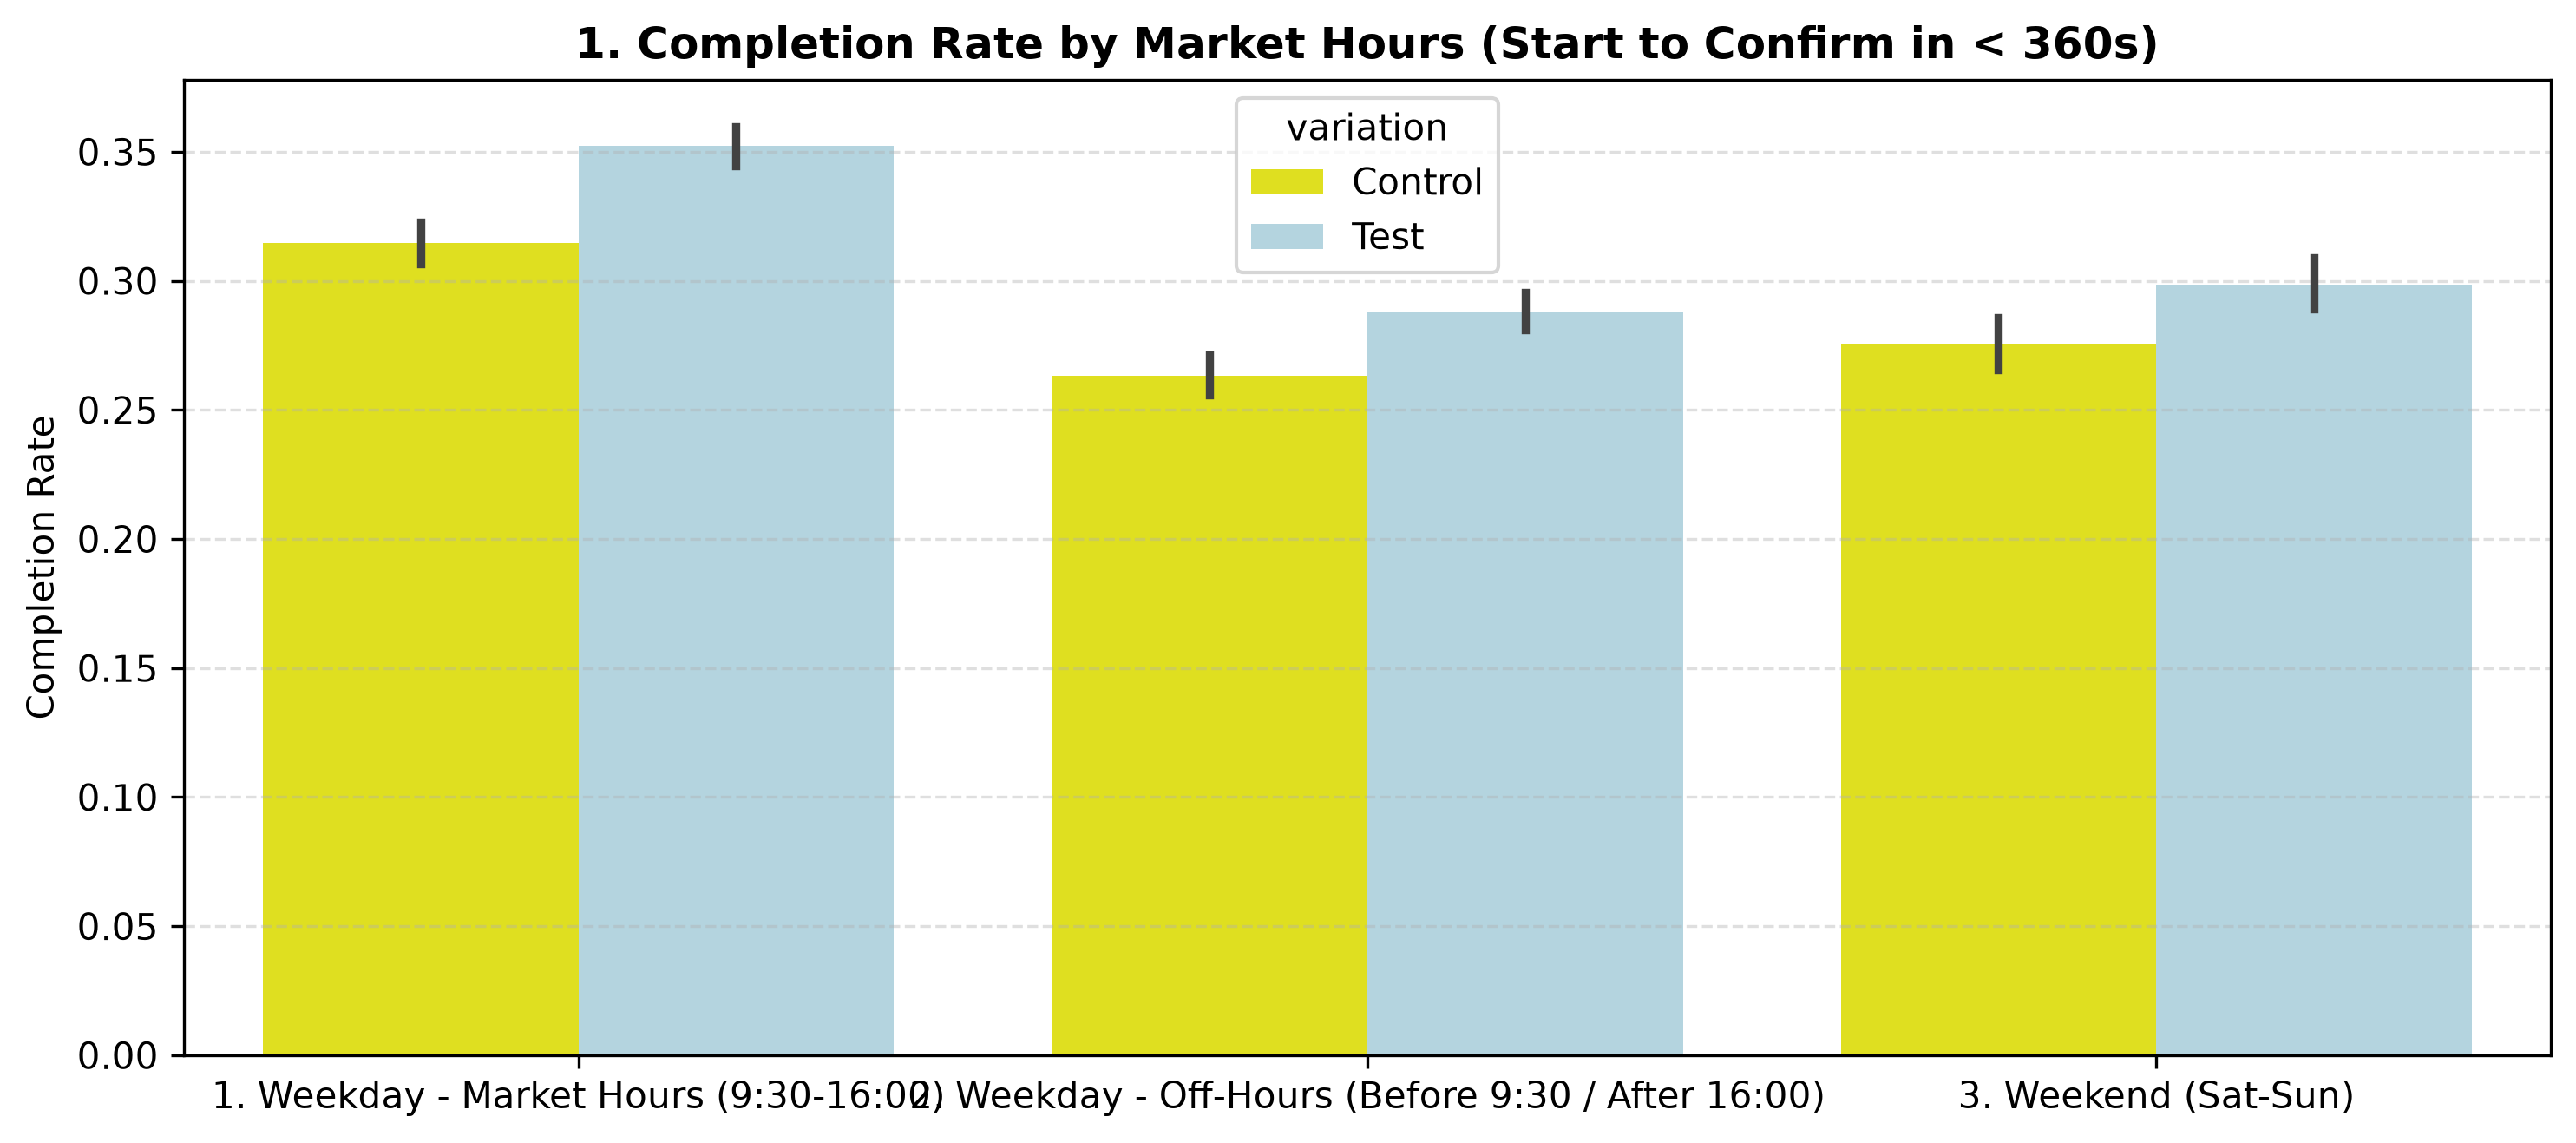 1. Completion Rate by Market Hours (Start to Confirm in < 360s)
variation
Control
Test
Completion Rate
0.35
0.30
0.25
0.20
0.15
0.10
0.05
0.00
1. Weekday - Market Hours (9:30-16:00)
2. Weekday - Off-Hours (Before 9:30 / After 16:00)
3. Weekend (Sat-Sun)